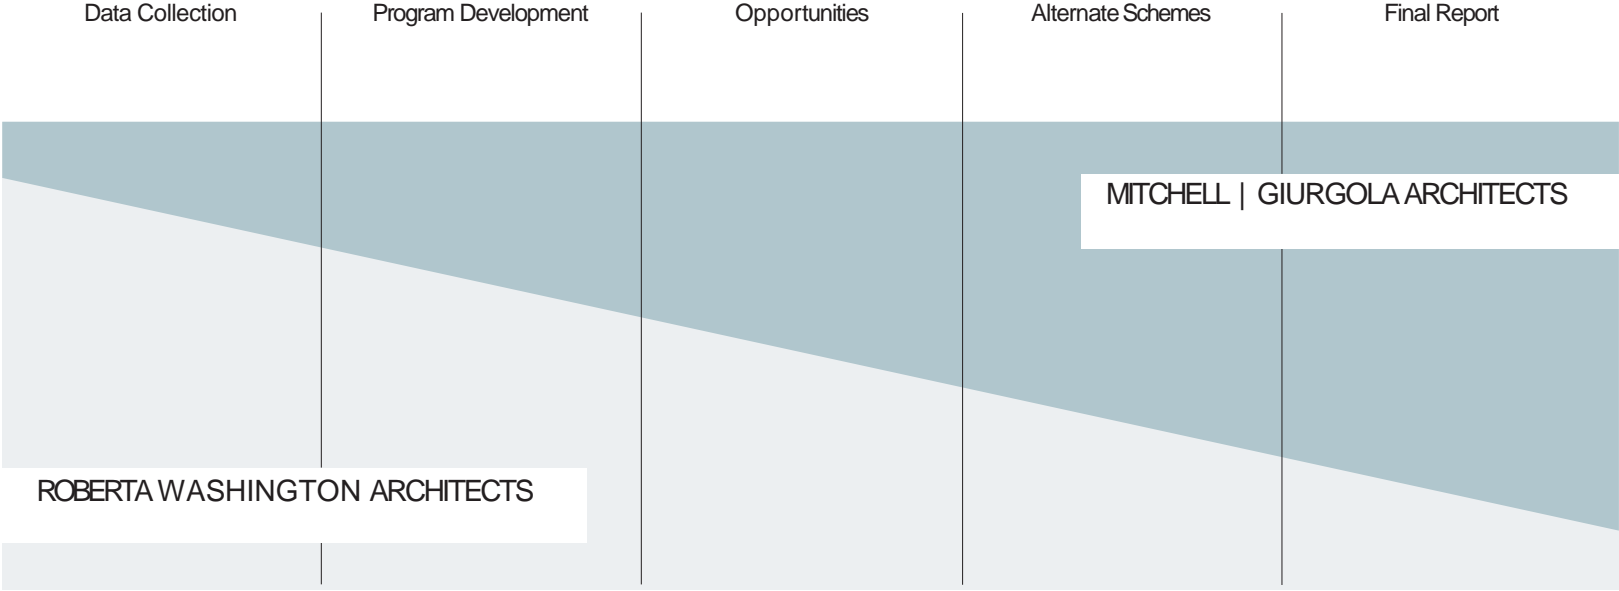 Data Collection
Program Development
Opportunities
Alternate Schemes
Final Report
MITCHELL | GIURGOLA ARCHITECTS
ROBERTA WASHINGTON ARCHITECTS